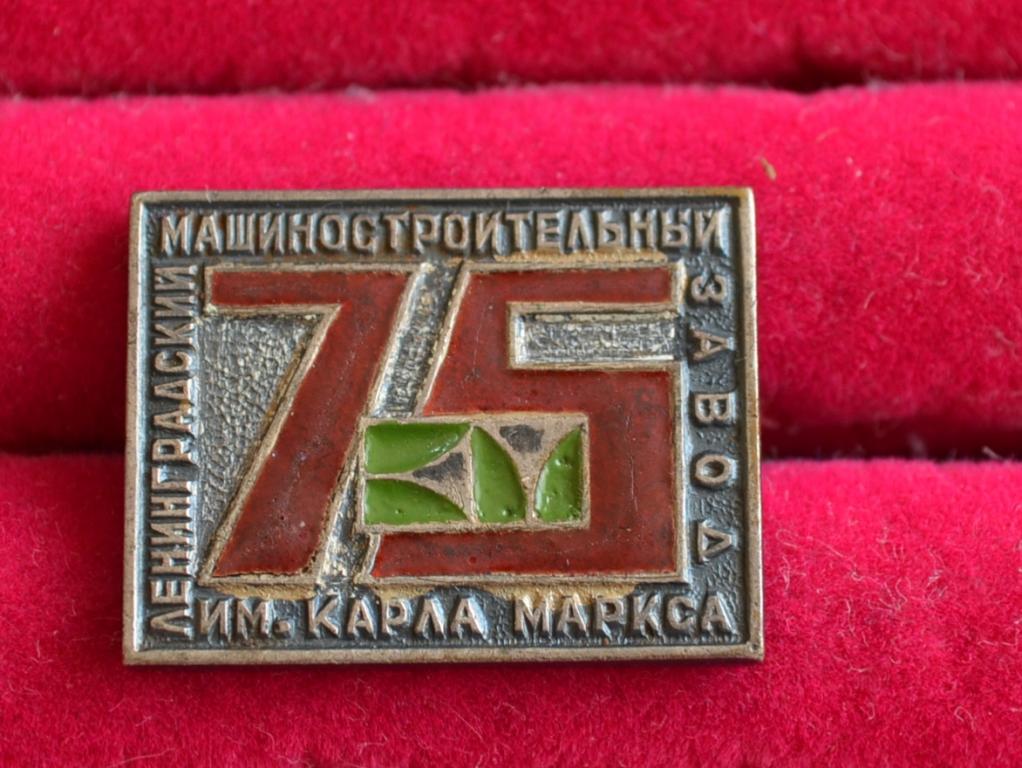 ЛЕНИНГРАДСКИЙ
МАШИНОСТРОИТЕЛЬНЫЙ
ЗАВОД
75
ИМ. КАРЛА МАРКСА